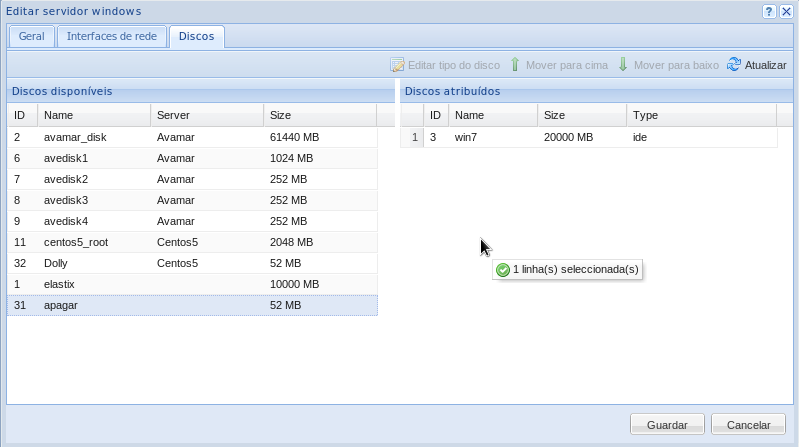 Editar servidor windows
Geral Interfaces de rede Discos
Editar tipo do disco Mover para cima Mover para baixo Atualizar
Discos disponíveis
ID Name Server Size
2 avamar_disk Avamar 61440 MB
6 avedisk1 Avamar 1024 MB
7 avedisk2 Avamar 252 MB
8 avedisk3 Avamar 252 MB
9 avedisk4 Avamar 252 MB
11 centos5_root Centos5 2048 MB
32 Dolly Centos5 52 MB
1 elastix 10000 MB
31 apagar 52 MB
Discos atribuídos
ID Name Size Type
1 3 win7 20000 MB ide
1 linha(s) seleccionada(s)
Guardar Cancelar